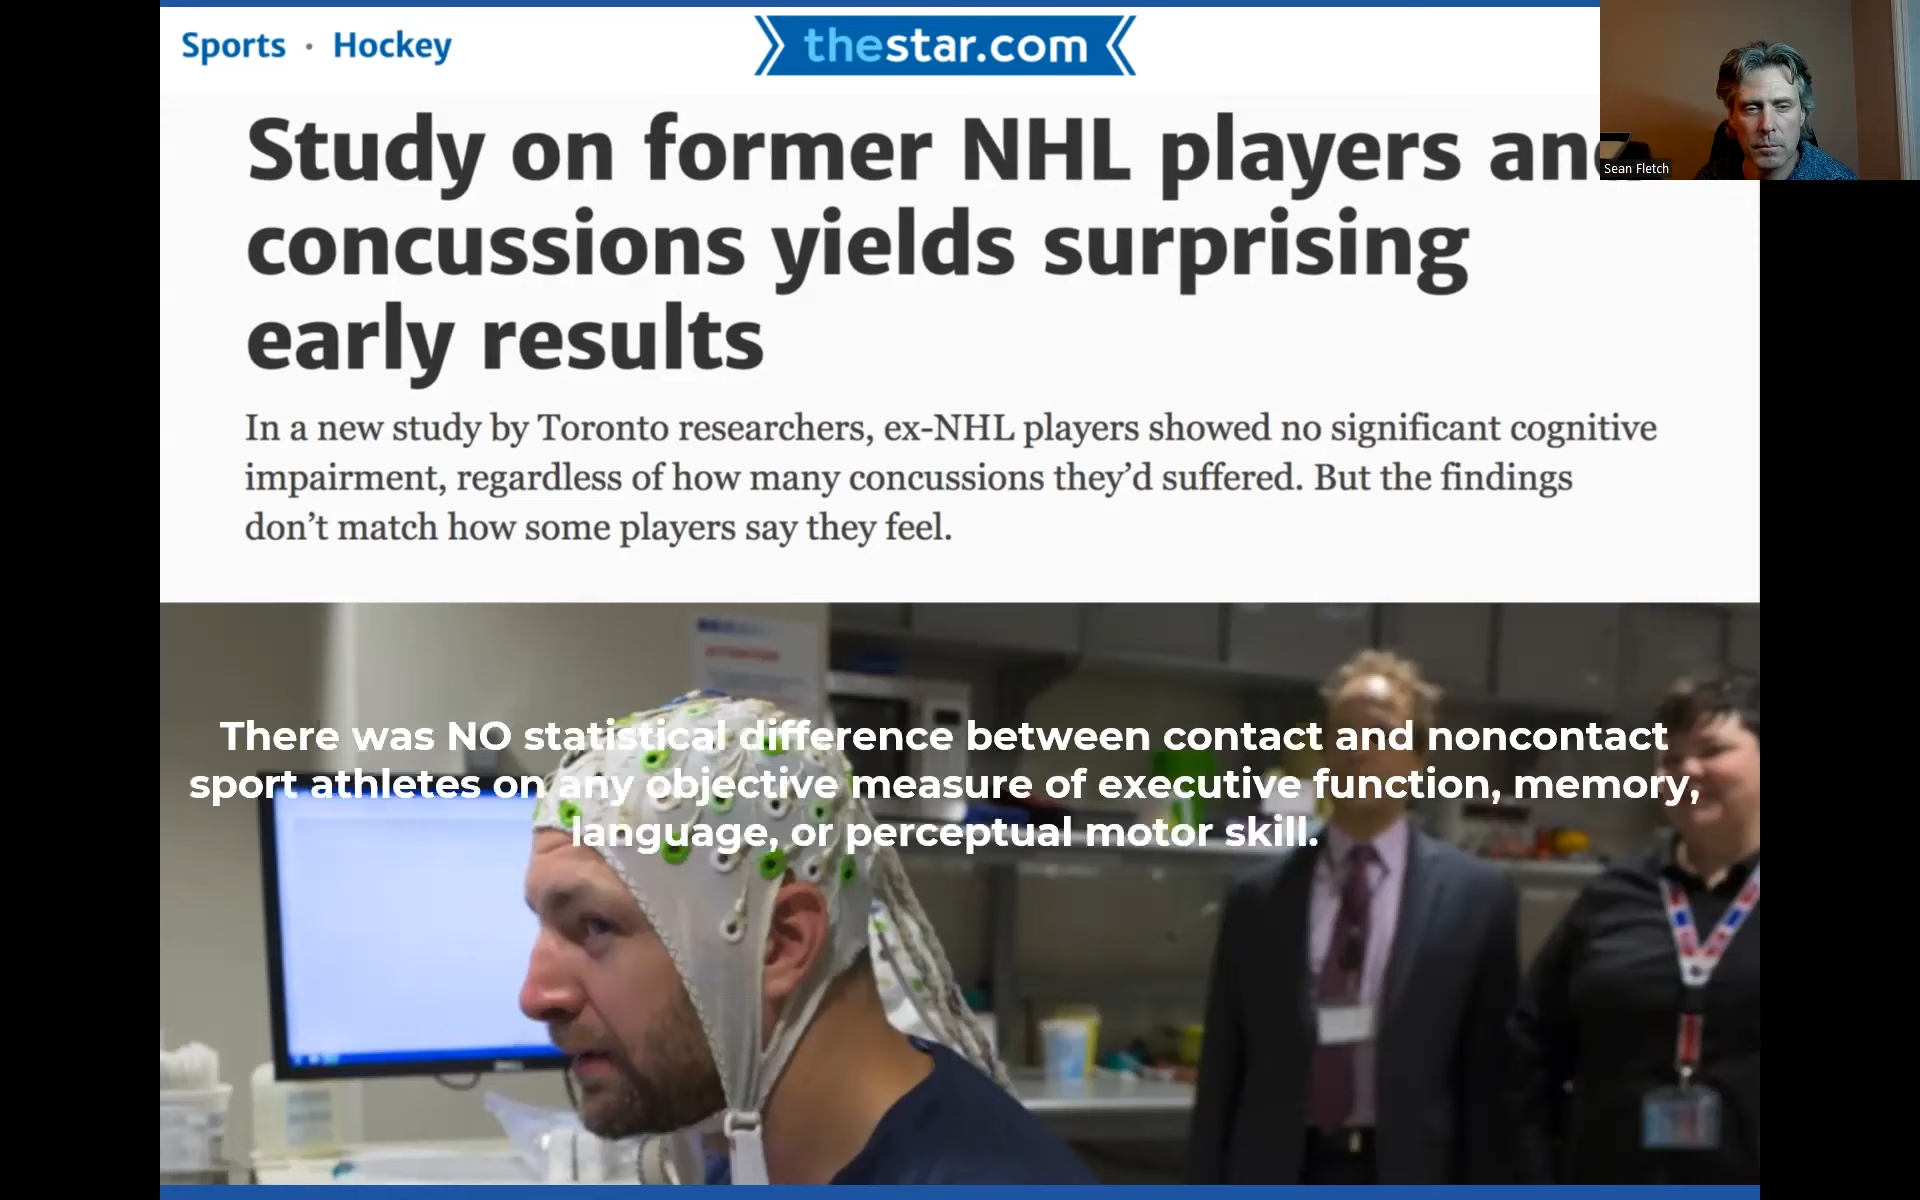 Sports · Hockey
thestar.com
Study on former NHL players and
concussions yields surprising
early results
Sean Fletch
In a new study by Toronto researchers, ex-NHL players showed no significant cognitive
impairment, regardless of how many concussions they’d suffered. But the findings
don’t match how some players say they feel.
There was NO statistical difference between contact and noncontact
sport athletes on any objective measure of executive function, memory,
language, or perceptual motor skill.